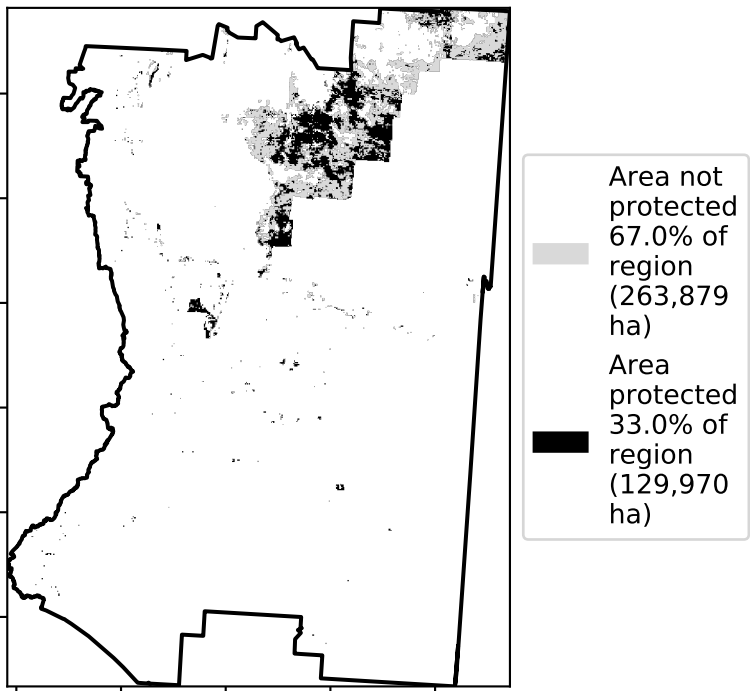 Area not
protected
67.0% of
region
(263,879
ha)
Area
protected
33.0% of
region
(129,970
ha)